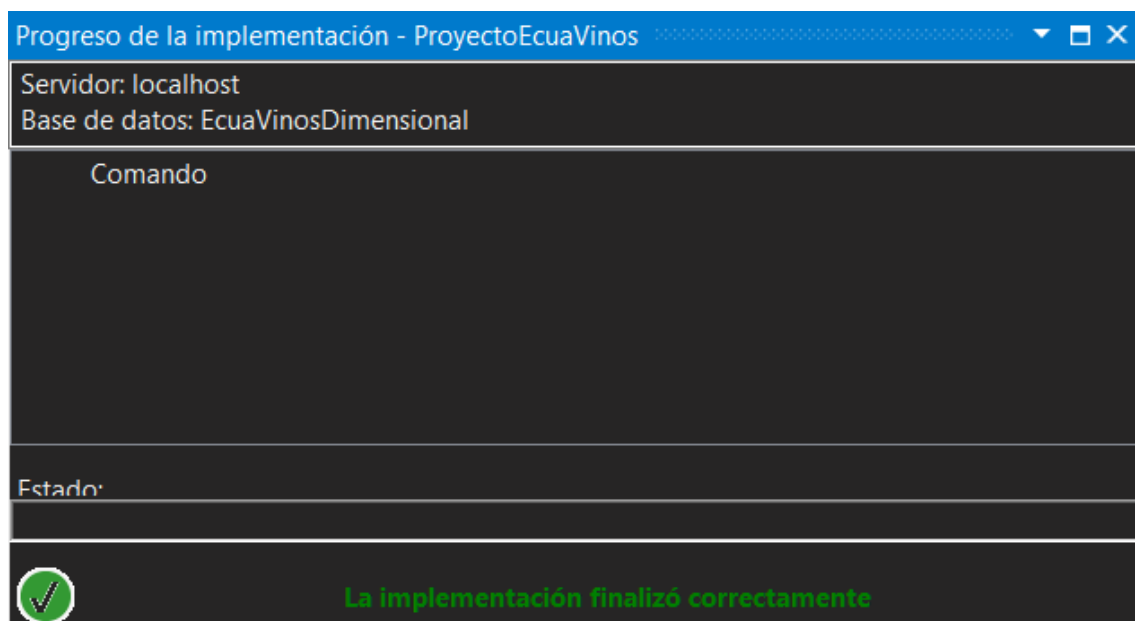 Progreso de la implementación - ProyectoEcuaVinos
Servidor: localhost
Base de datos: EcuaVinosDimensional
Comando
Estado:
La implementación finalizó correctamente